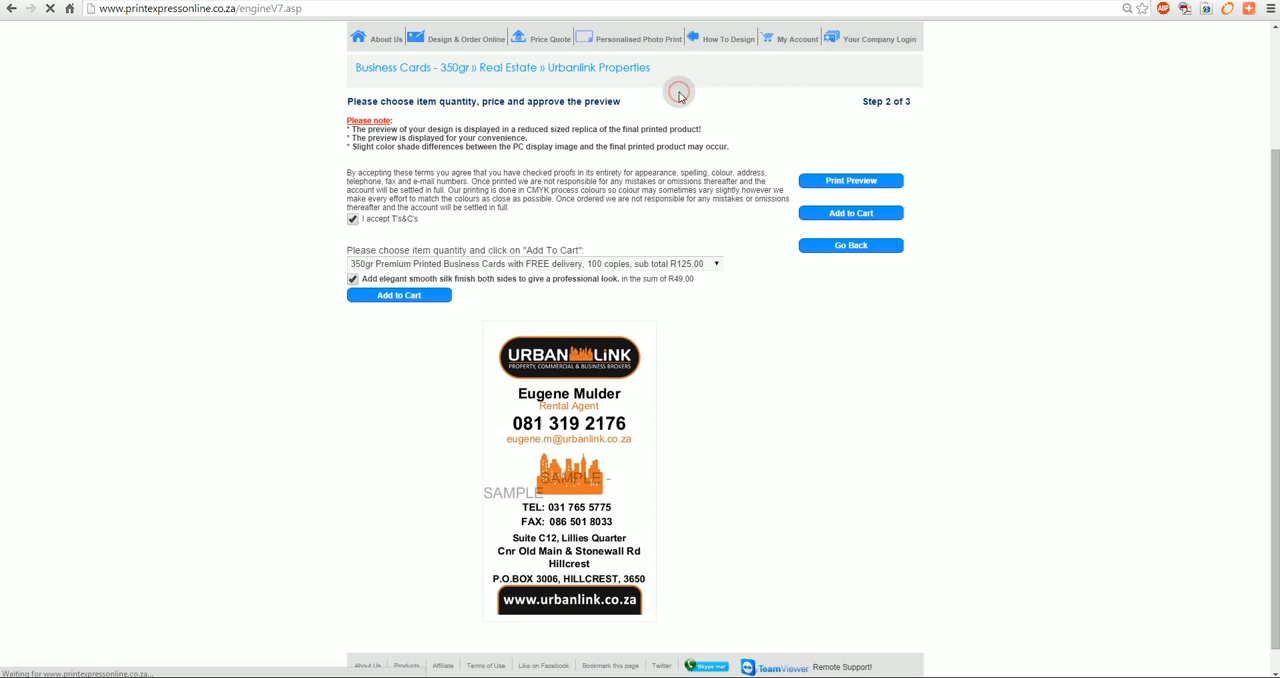 www.printexpressonline.co.za/engineV7.asp
ABP
About Us Design & Order Online Price Quote Personalised Photo Print How To Design My Account Your Company Login
Business Cards - 350gr » Real Estate » Urbanlink Properties
Please choose item quantity, price and approve the preview Step 2 of 3
Please note:
* The preview of your design is displayed in a reduced sized replica of the final printed product!
* The preview is displayed for your convenience.
* Slight color shade differences between the PC display image and the final printed product may occur.
By accepting these terms you agree that you have checked proofs in its entirety for appearance, spelling, colour, address,
telephone, fax and e-mail numbers. Once printed we are not responsible for any mistakes or omissions thereafter and the
account will be settled in full. Our printing is done in CMYK process colours so colour may sometimes vary slightly however we
make every effort to match the colours as close as possible. Once ordered we are not responsible for any mistakes or omissions
thereafter and the account will be settled in full.
I accept T's&C's
Print Preview
Add to Cart
Go Back
Please choose item quantity and click on "Add To Cart":
350gr Premium Printed Business Cards with FREE delivery, 100 copies, sub total R125.00
Add elegant smooth silk finish both sides to give a professional look. in the sum of R49.00
Add to Cart
URBAN LiNK
PROPERTY, COMMERCIAL & BUSINESS BROKERS
Eugene Mulder
Rental Agent
081 319 2176
eugene.m@urbanlink.co.za
SAMPLE -
SAMPLE
TEL: 031 765 5775
FAX: 086 501 8033
Suite C12, Lillies Quarter
Cnr Old Main & Stonewall Rd
Hillcrest
P.O.BOX 3006, HILLCREST, 3650
www.urbanlink.co.za
About Us Products Affiliate Terms of Use Like on Facebook Bookmark this page Twitter Skype me! TeamViewer Remote Support!
Waiting for www.printexpressonline.co.za...